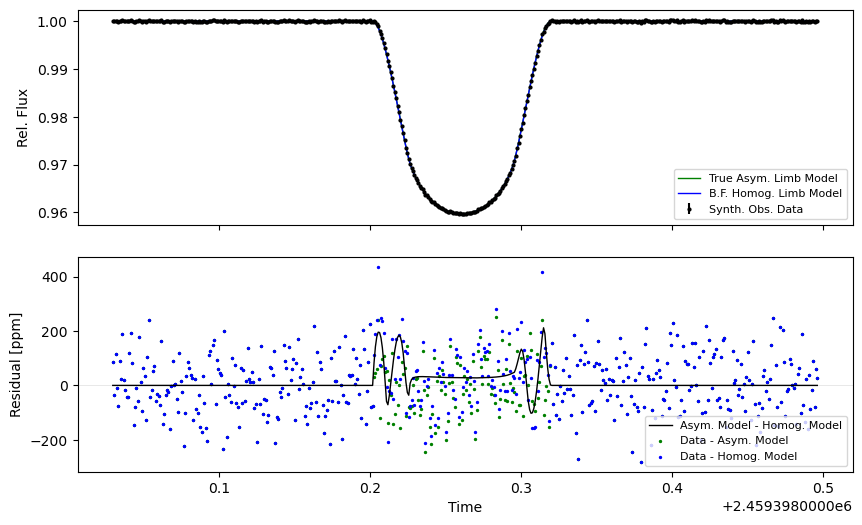 1.00
0.99
0.98
0.97
0.96
Rel. Flux
True Asym. Limb Model
B.F. Homog. Limb Model
Synth. Obs. Data
400
200
0
−200
Residual [ppm]
Asym. Model - Homog. Model
Data - Asym. Model
Data - Homog. Model
0.1
0.2
0.3
0.4
0.5
Time
+2.4593980000e6